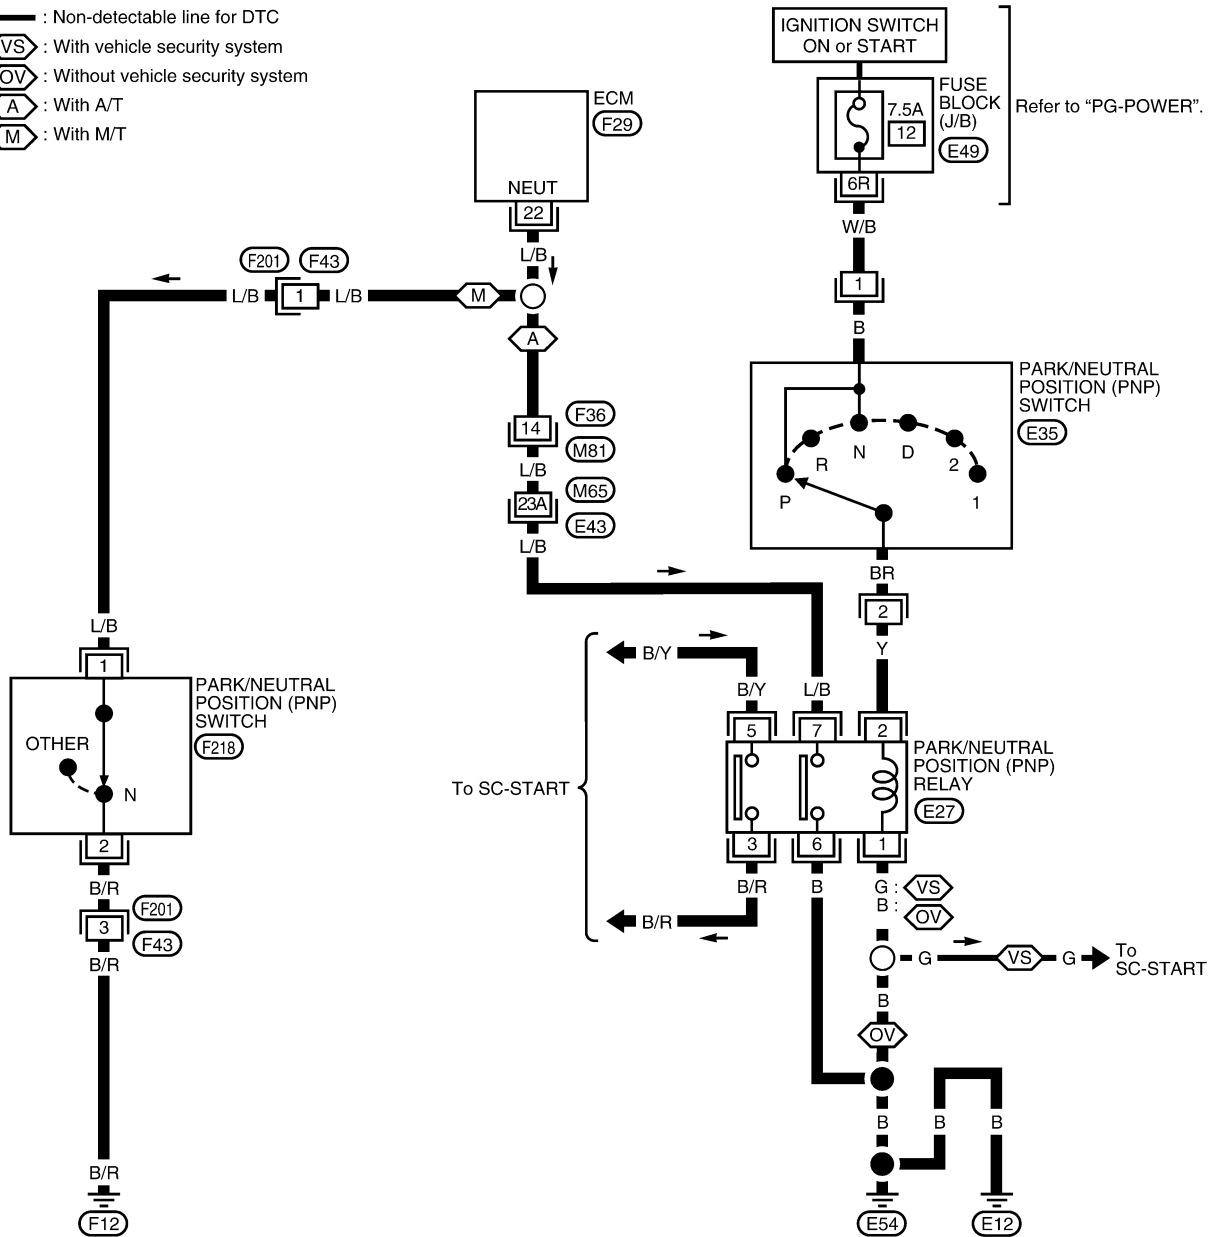 : Non-detectable line for DTC
VS : With vehicle security system
OV : Without vehicle security system
A : With A/T
M : With M/T
IGNITION SWITCH
ON or START
FUSE
BLOCK
(J/B)
E49
7.5A
12
Refer to “PG-POWER”.
6R
W/B
1
B
ECM
F29
NEUT
22
L/B
F201
F43
L/B
1
L/B
M
A
14
F36
M81
L/B
23A
M65
E43
L/B
PARK/NEUTRAL
POSITION (PNP)
SWITCH
E35
P
R
N
D
2
1
BR
2
Y
L/B
1
PARK/NEUTRAL
POSITION (PNP)
SWITCH
F218
OTHER
N
2
B/R
F201
3
F43
B/R
B/R
F12
To SC-START
B/Y
B/Y
L/B
5
7
2
PARK/NEUTRAL
POSITION (PNP)
RELAY
E27
3
6
1
B/R
B
G : VS
B : OV
B/R
G
VS
G
To
SC-START
B
OV
B
B
B
E54
E12